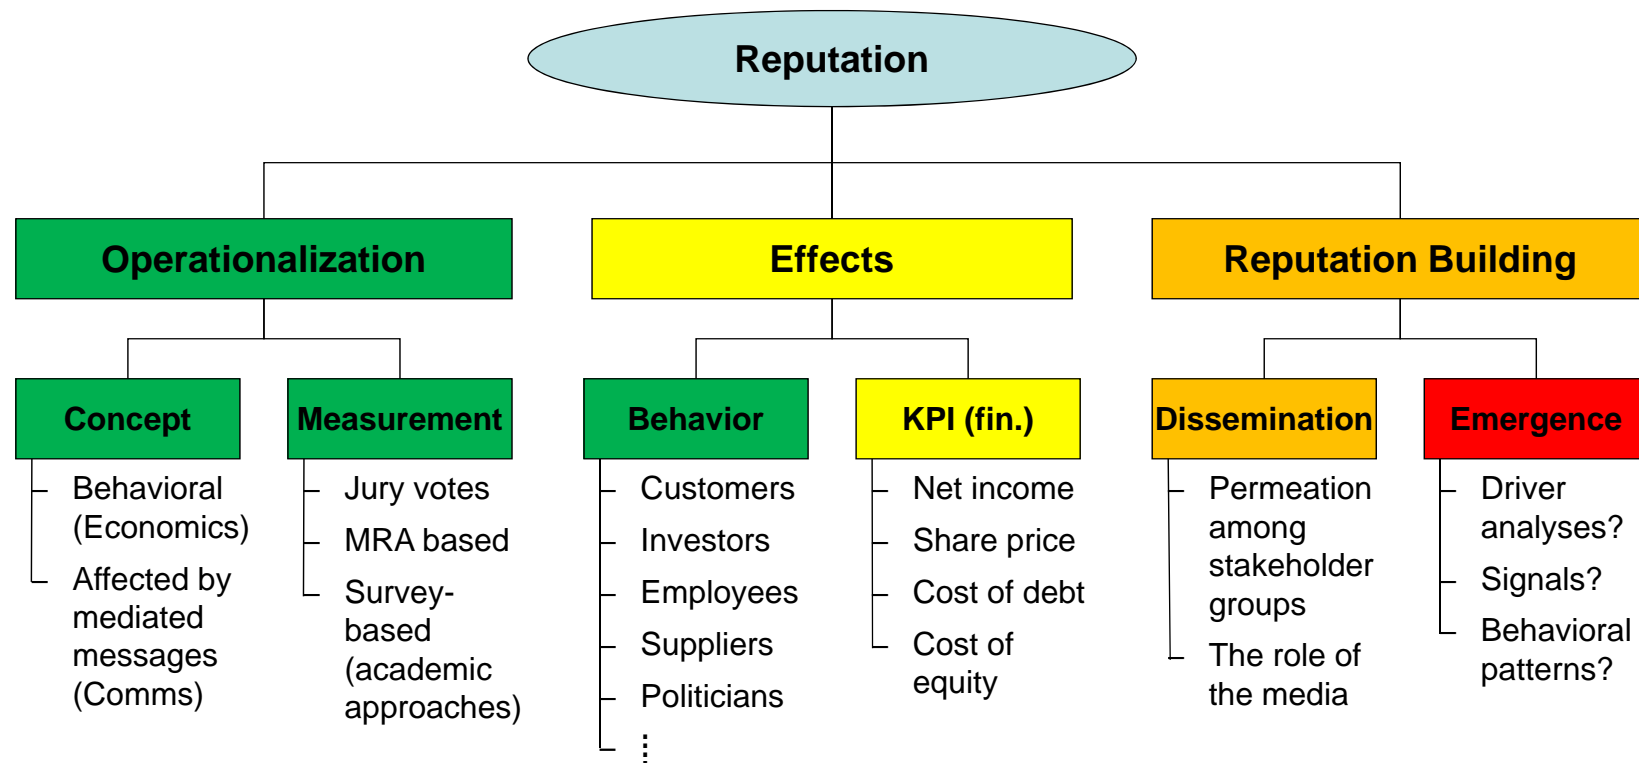 Reputation
Operationalization
Effects
Reputation Building
Concept
Measurement
Behavior
KPI (fin.)
Dissemination
Emergence
– Behavioral
(Economics)
– Affected by
mediated
messages
(Comms)
– Jury votes
– MRA based
– Survey-
based
(academic
approaches)
– Customers
– Investors
– Employees
– Suppliers
– Politicians
– ⋮
– Net income
– Share price
– Cost of debt
– Cost of
equity
– Permeation
among
stakeholder
groups
– The role of
the media
– Driver
analyses?
– Signals?
– Behavioral
patterns?